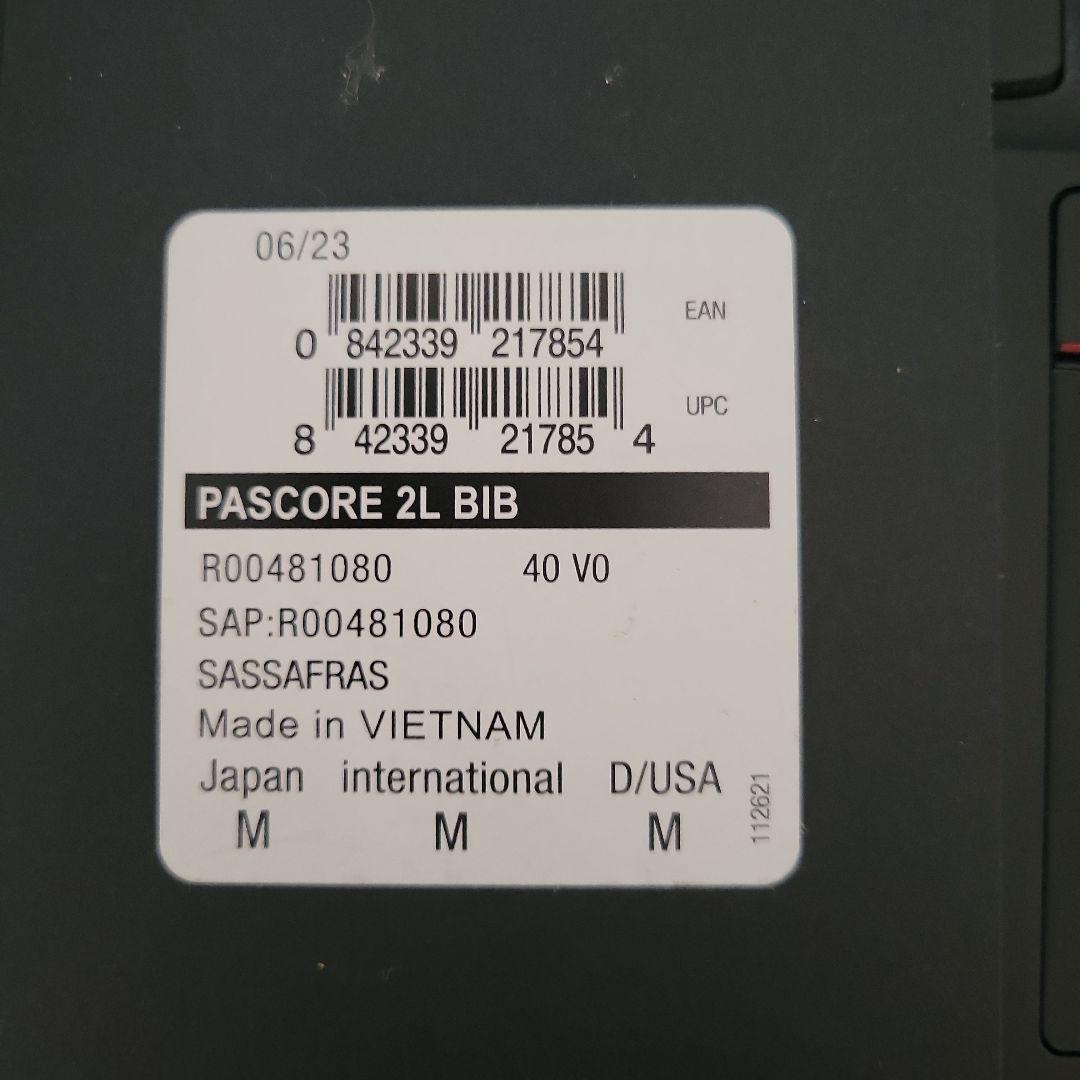 06/23
EAN
0 842339 217854
UPC
8 42339 21785 4
PASCORE 2L BIB
R00481080 40 V0
SAP:R00481080
SASSAFRAS
Made in VIETNAM
Japan international D/USA
M M M
112621